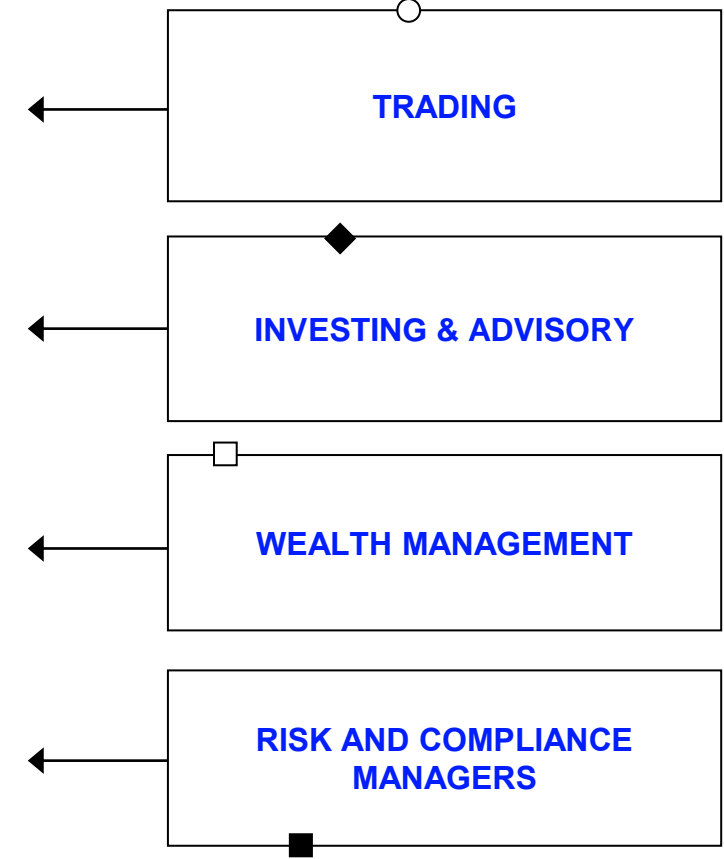 TRADING
INVESTING & ADVISORY
WEALTH MANAGEMENT
RISK AND COMPLIANCE
MANAGERS